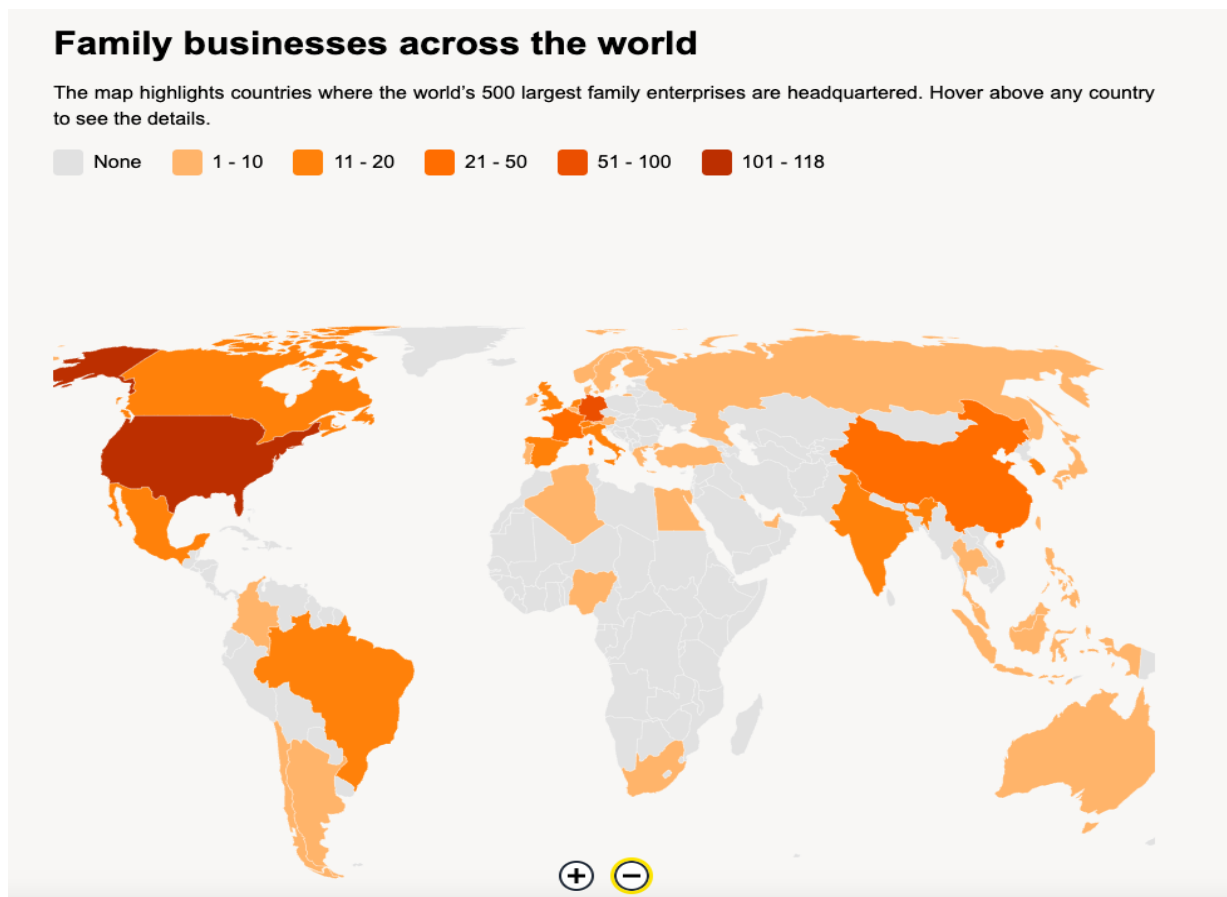 Family businesses across the world
The map highlights countries where the world's 500 largest family enterprises are headquartered. Hover above any country
to see the details.
None 1 - 10 11 - 20 21 - 50 51 - 100 101 - 118